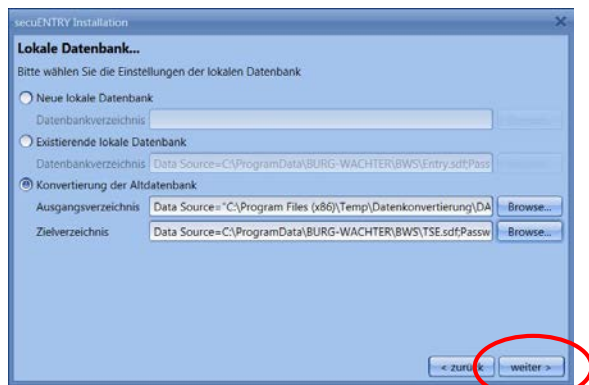 secuENTRY Installation
Lokale Datenbank...
Bitte wählen Sie die Einstellungen der lokalen Datenbank
Neue lokale Datenbank
Datenbankverzeichnis
Existierende lokale Datenbank
Datenbankverzeichnis Data Source=C:\ProgramData\BURG-WACHTER\BWS\Entry.sdf;Pass
Konvertierung der Altdatenbank
Ausgangsverzeichnis Data Source="C:\Program Files (x86)\Temp\Datenkonvertierung\DA Browse...
Zielverzeichnis Data Source=C:\ProgramData\BURG-WACHTER\BWS\TSE.sdf;Passw Browse...
< zurück weiter >